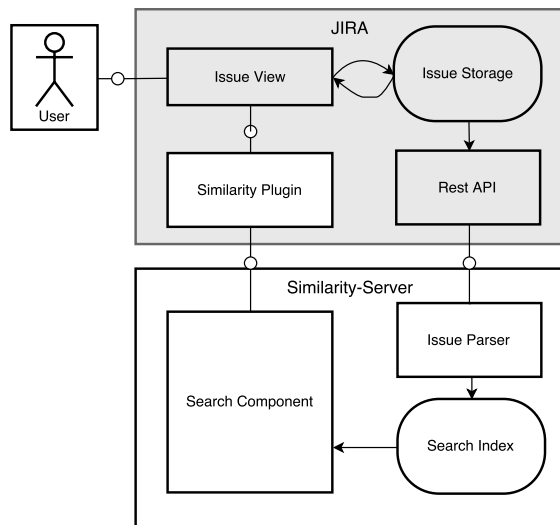 JIRA
User
Issue View
Issue Storage
Similarity Plugin
Rest API
Similarity-Server
Issue Parser
Search Component
Search Index